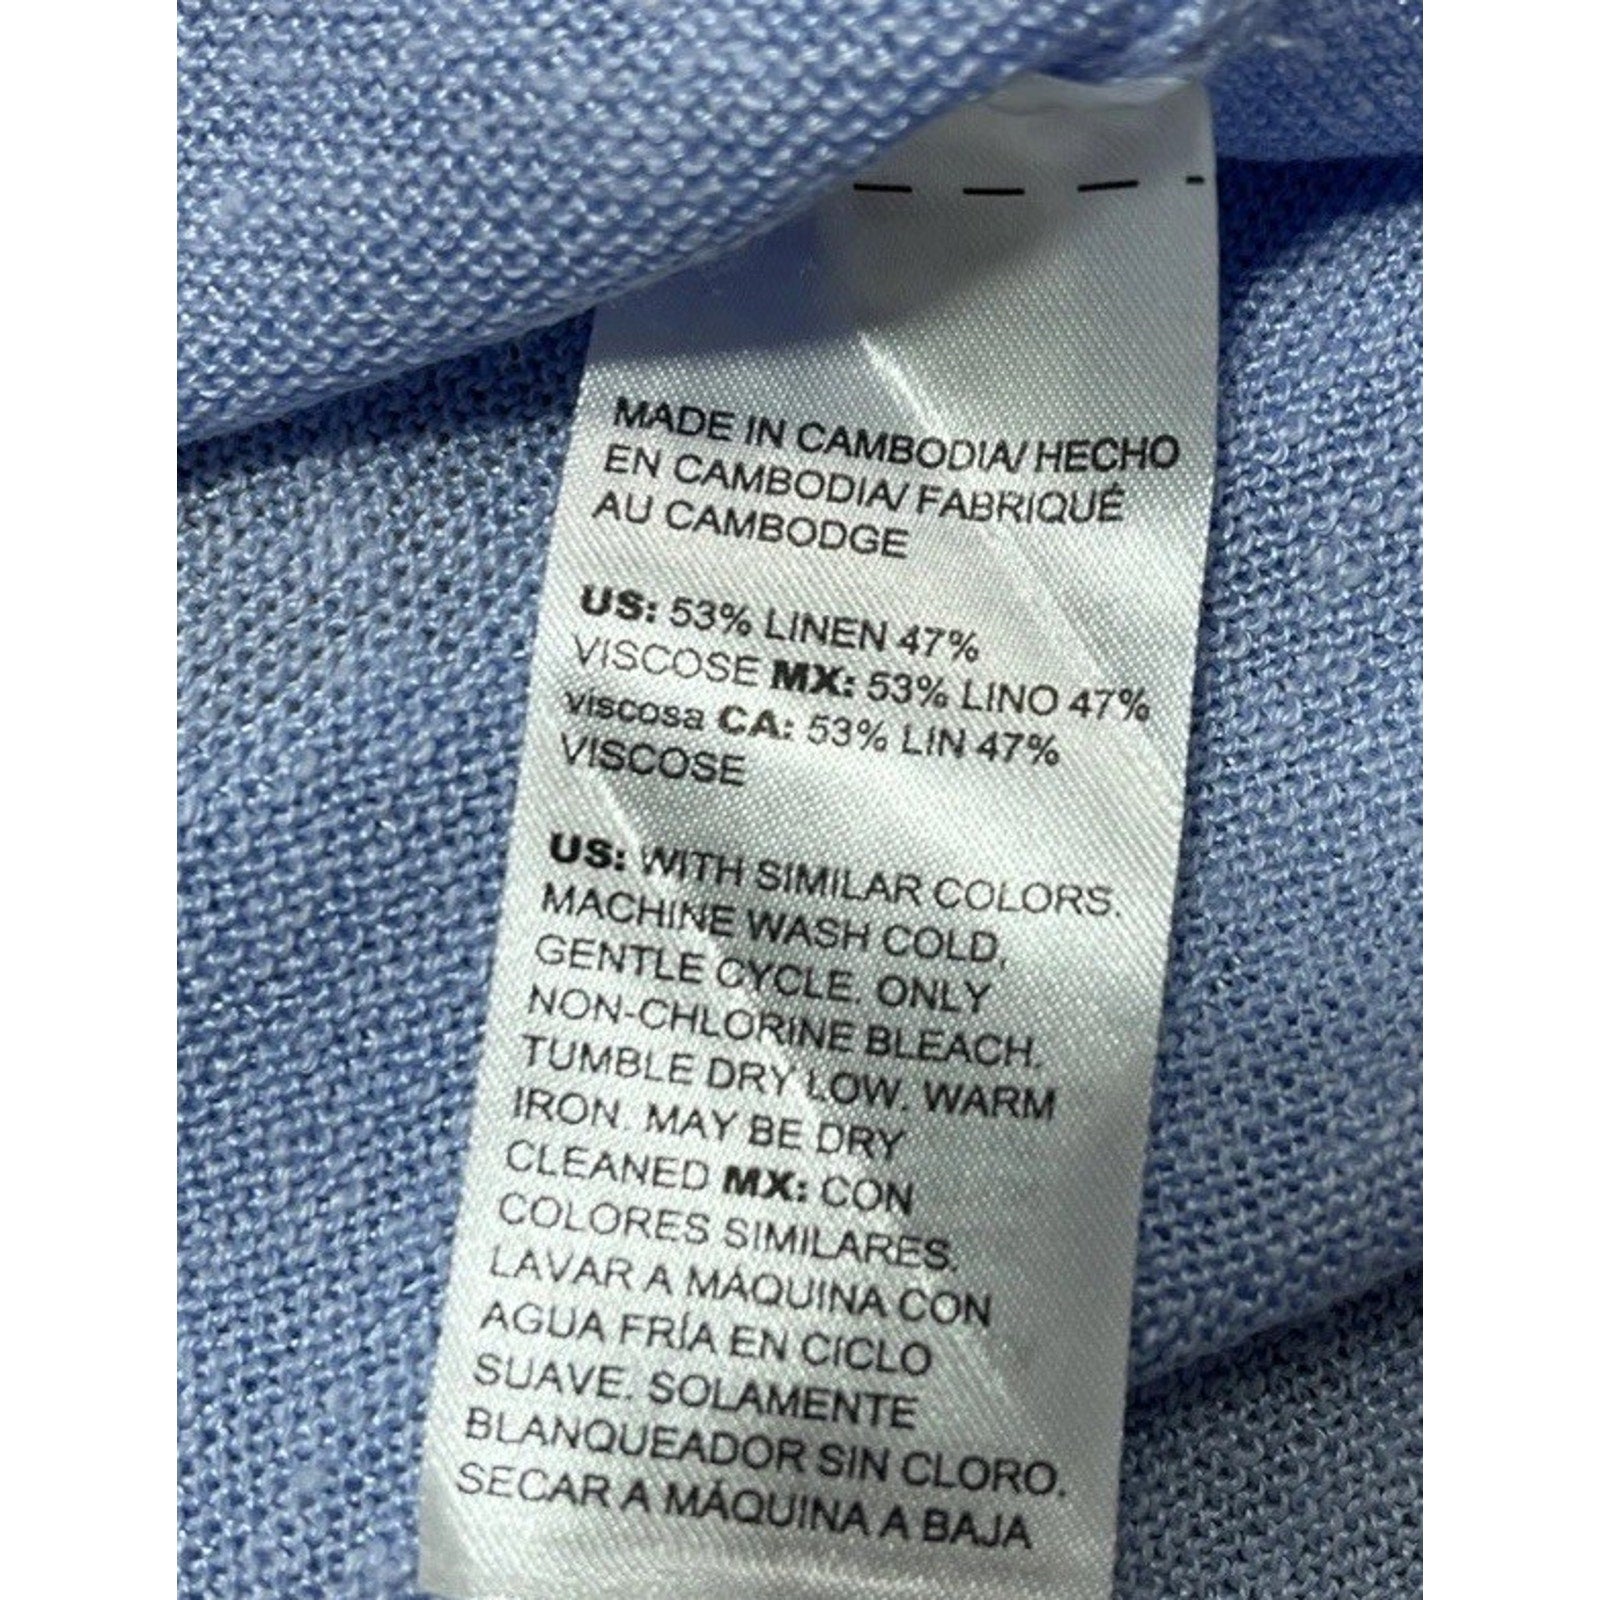 MADE IN CAMBODIA/ HECHO
EN CAMBODIA/ FABRIQUÉ
AU CAMBODGE
US: 53% LINEN 47%
VISCOSE MX: 53% LINO 47%
viscosa CA: 53% LIN 47%
VISCOSE
US: WITH SIMILAR COLORS.
MACHINE WASH COLD,
GENTLE CYCLE. ONLY
NON-CHLORINE BLEACH.
TUMBLE DRY LOW. WARM
IRON. MAY BE DRY
CLEANED MX: CON
COLORES SIMILARES.
LAVAR A MÁQUINA CON
AGUA FRÍA EN CICLO
SUAVE. SOLAMENTE
BLANQUEADOR SIN CLORO.
SECAR A MÁQUINA A BAJA